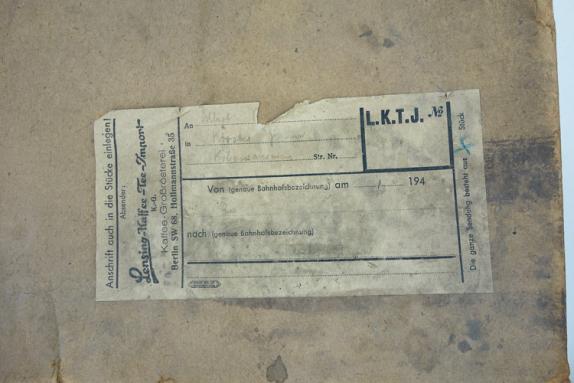 Anschrift auch in die Stücke einlegen!
Absender:
Lensing-Kaffee-Tee-Import
K.-G.
Kaffee-Großrösterei
Berlin SW 68, Hollmannstraße 35
An
in
Str. Nr.
L.K.T.J. №
Von (genaue Bahnhofsbezeichnung) am / 194
nach (genaue Bahnhofsbezeichnung)
Die ganze Sendung besteht aus Stück